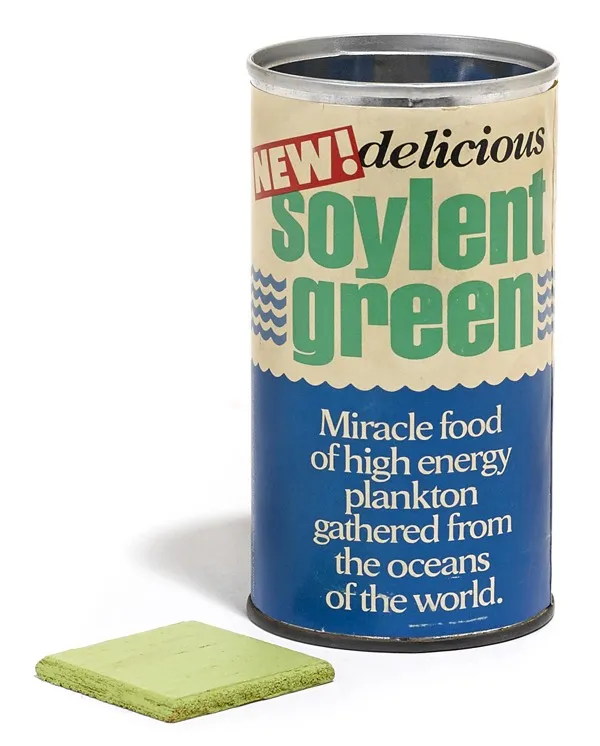 NEW! delicious
soylent
green
Miracle food
of high energy
plankton
gathered from
the oceans
of the world.